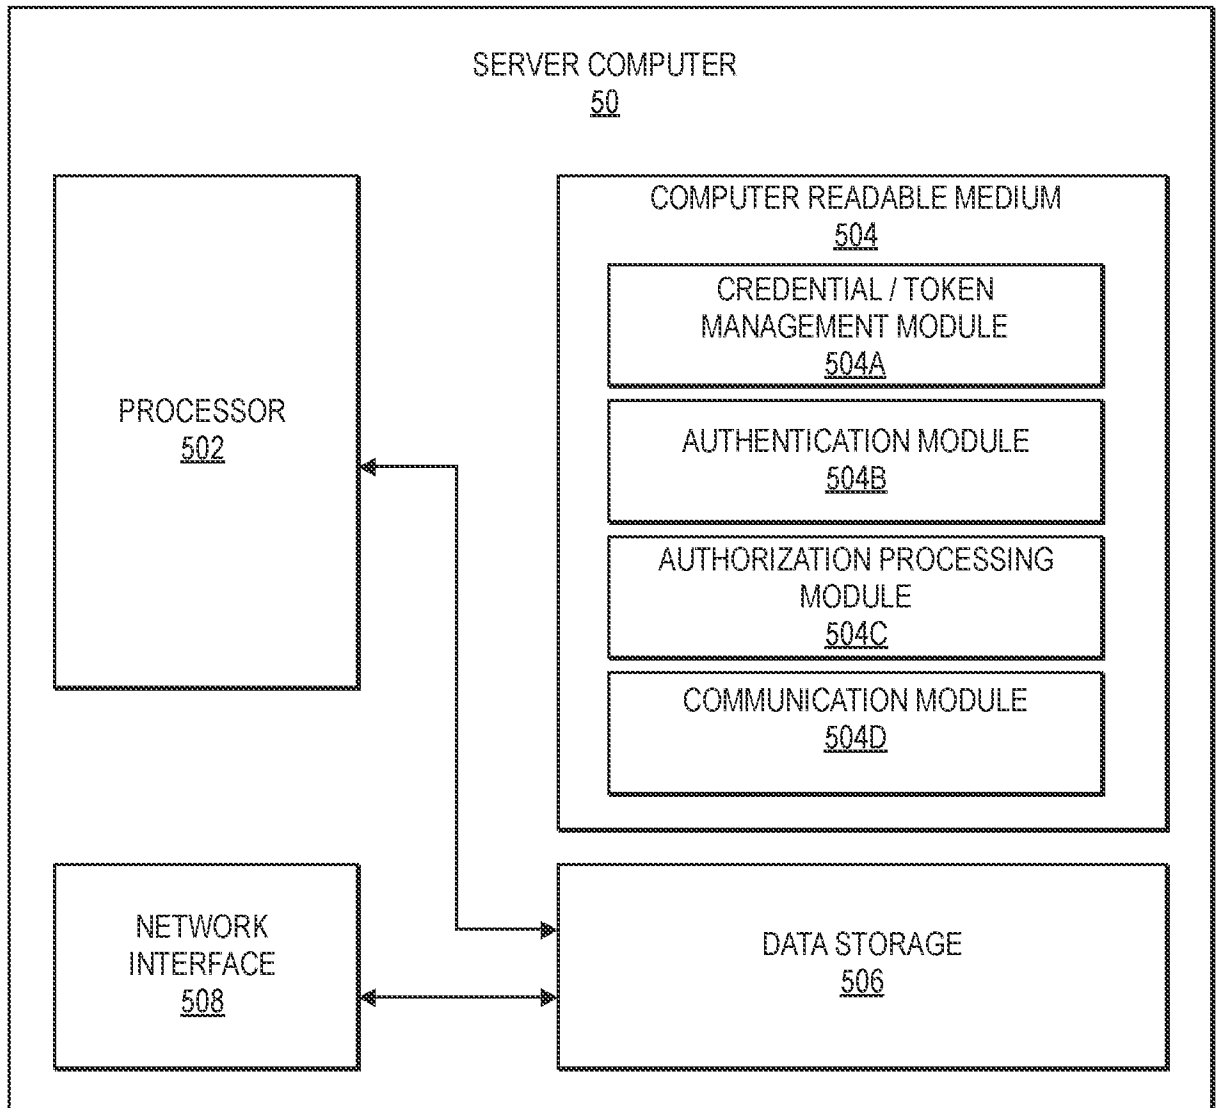 SERVER COMPUTER
50
PROCESSOR
502
COMPUTER READABLE MEDIUM
504
CREDENTIAL / TOKEN
MANAGEMENT MODULE
504A
AUTHENTICATION MODULE
504B
AUTHORIZATION PROCESSING
MODULE
504C
COMMUNICATION MODULE
504D
NETWORK
INTERFACE
508
DATA STORAGE
506